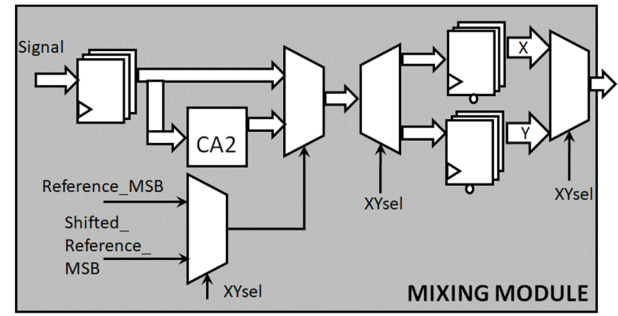 Signal
X
CA2
Y
Reference_MSB
XYsel
XYsel
Shifted_
Reference_
MSB
XYsel
MIXING MODULE